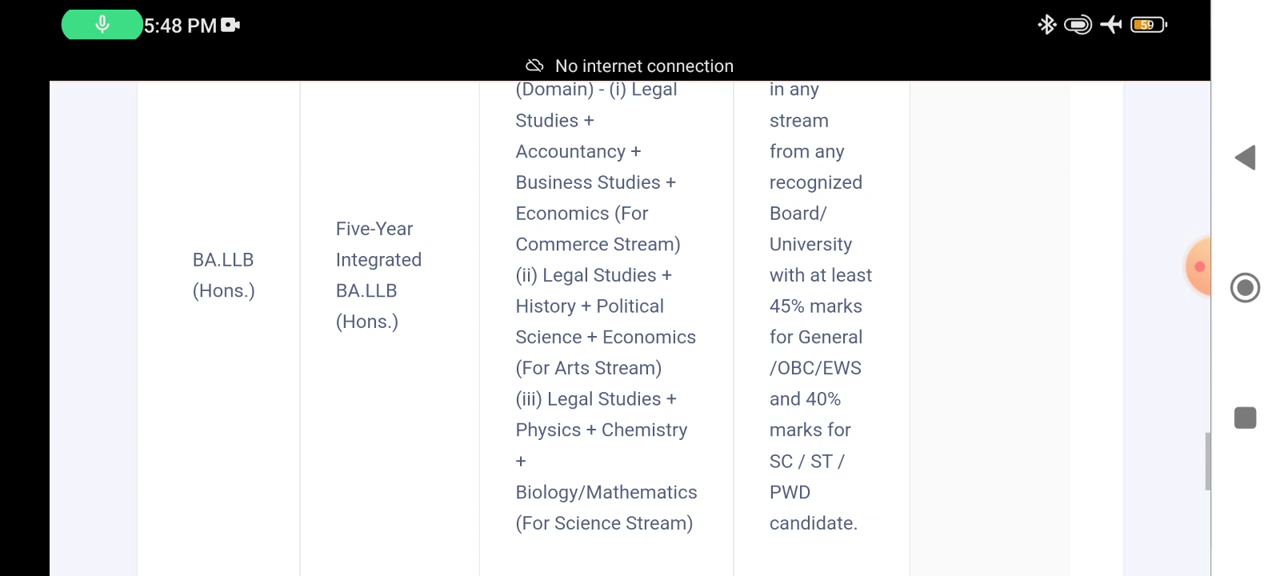 5:48 PM
59
No internet connection
BA.LLB
(Hons.)
Five-Year
Integrated
BA.LLB
(Hons.)
(Domain) - (i) Legal
Studies +
Accountancy +
Business Studies +
Economics (For
Commerce Stream)
(ii) Legal Studies +
History + Political
Science + Economics
(For Arts Stream)
(iii) Legal Studies +
Physics + Chemistry
+
Biology/Mathematics
(For Science Stream)
in any
stream
from any
recognized
Board/
University
with at least
45% marks
for General
/OBC/EWS
and 40%
marks for
SC / ST /
PWD
candidate.